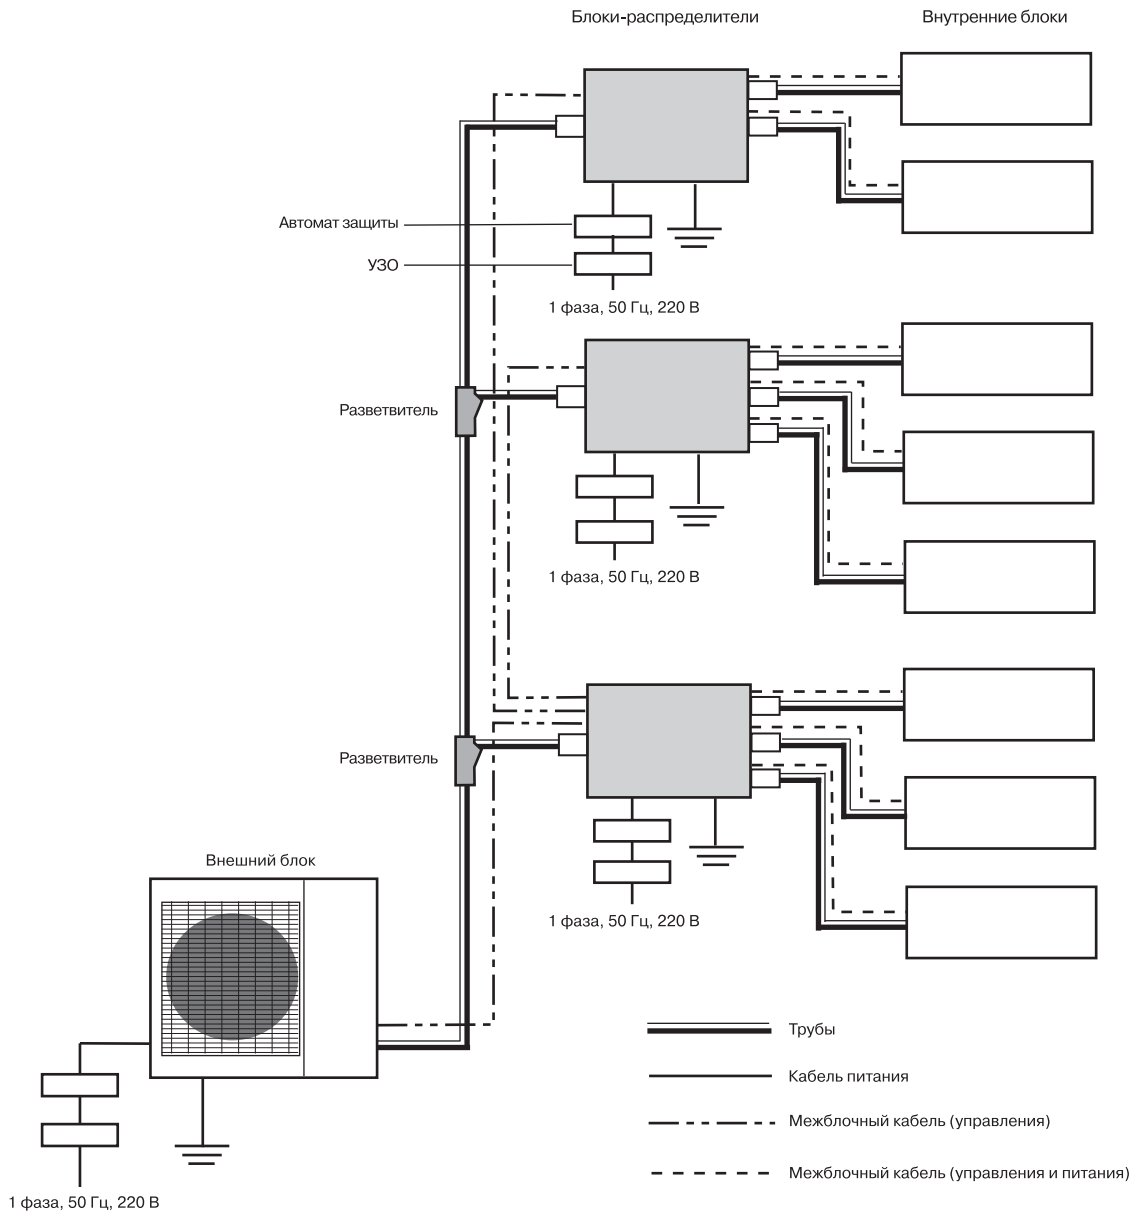 Блоки-распределители
Внутренние блоки
Автомат защиты
УЗО
1 фаза, 50 Гц, 220 В
Разветвитель
1 фаза, 50 Гц, 220 В
Разветвитель
Внешний блок
1 фаза, 50 Гц, 220 В
Трубы
Кабель питания
Межблочный кабель (управления)
Межблочный кабель (управления и питания)
1 фаза, 50 Гц, 220 В